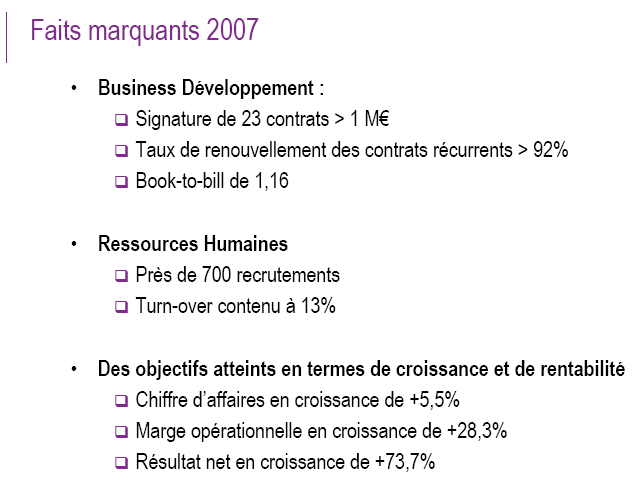 Faits marquants 2007
• Business Développement :
❑ Signature de 23 contrats > 1 M€
❑ Taux de renouvellement des contrats récurrents > 92%
❑ Book-to-bill de 1,16
• Ressources Humaines
❑ Près de 700 recrutements
❑ Turn-over contenu à 13%
• Des objectifs atteints en termes de croissance et de rentabilité
❑ Chiffre d’affaires en croissance de +5,5%
❑ Marge opérationnelle en croissance de +28,3%
❑ Résultat net en croissance de +73,7%